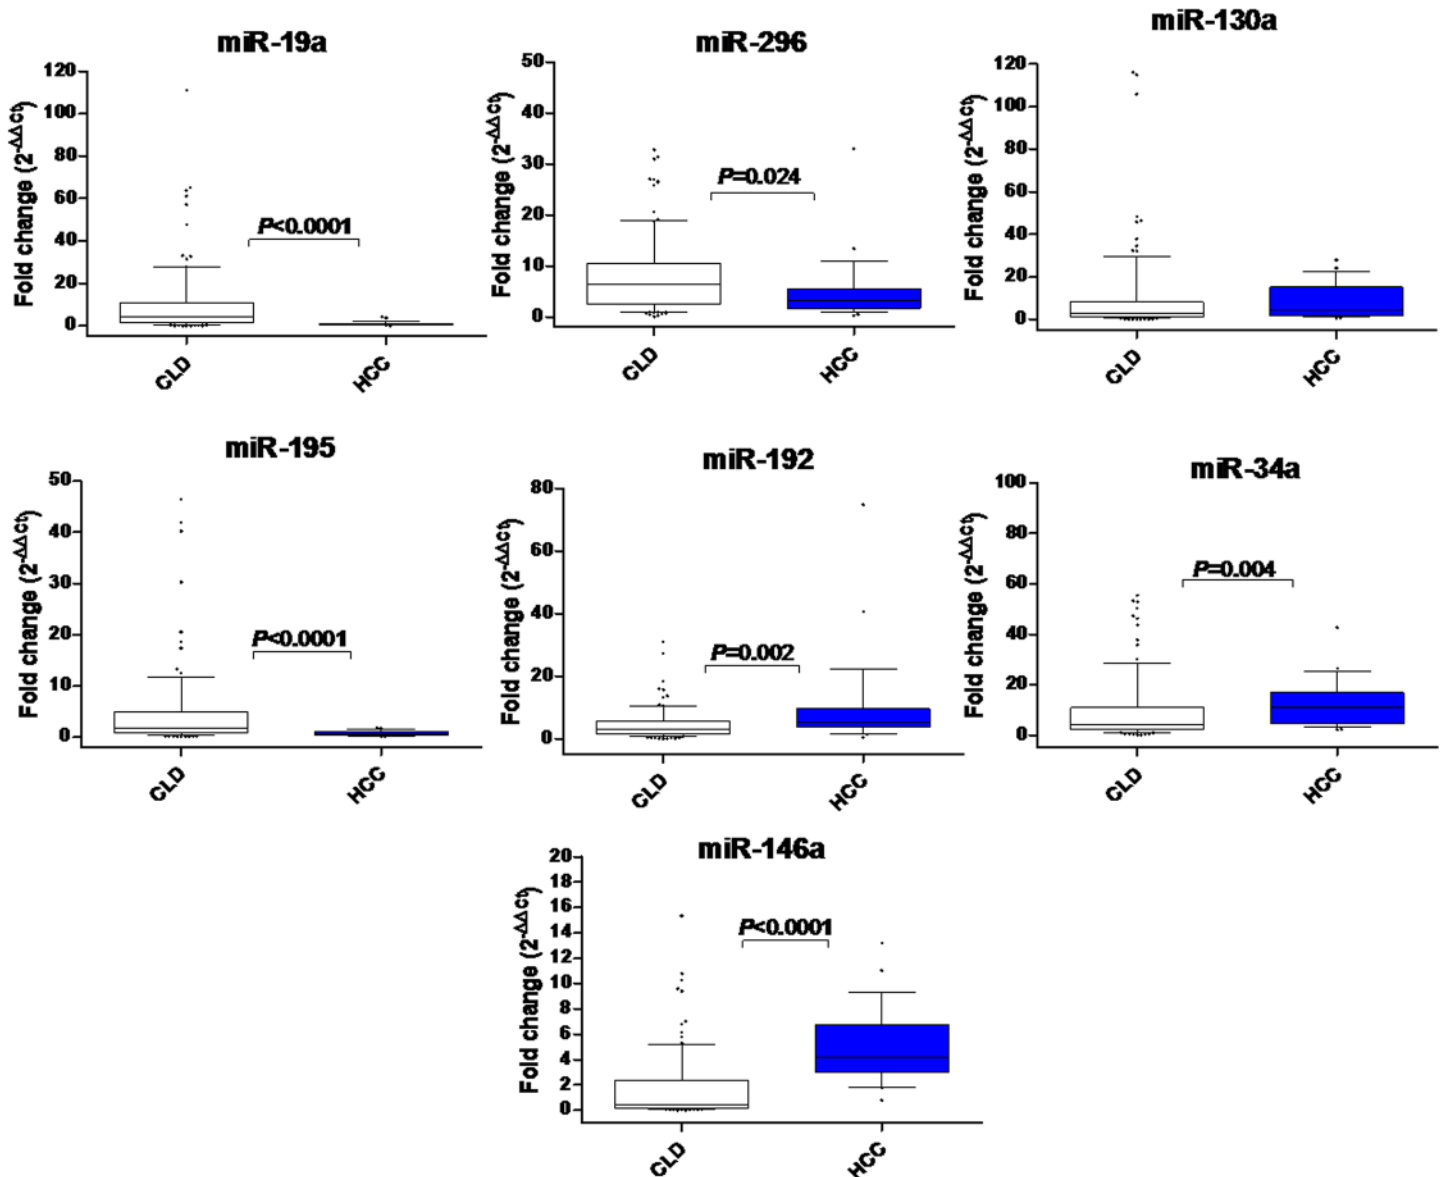 miR-19a
Fold change (2-ΔΔCt)
120
100
80
60
40
20
0
P<0.0001
CLD
HCC
miR-296
Fold change (2-ΔΔCt)
50
40
30
20
10
0
P=0.024
CLD
HCC
miR-130a
Fold change (2-ΔΔCt)
120
100
80
60
40
20
0
CLD
HCC
miR-195
Fold change (2-ΔΔCt)
50
40
30
20
10
0
P<0.0001
CLD
HCC
miR-192
Fold change (2-ΔΔCt)
80
60
40
20
0
P=0.002
CLD
HCC
miR-34a
Fold change (2-ΔΔCt)
100
80
60
40
20
0
P=0.004
CLD
HCC
miR-146a
Fold change (2-ΔΔCt)
20
18
16
14
12
10
8
6
4
2
0
P<0.0001
CLD
HCC